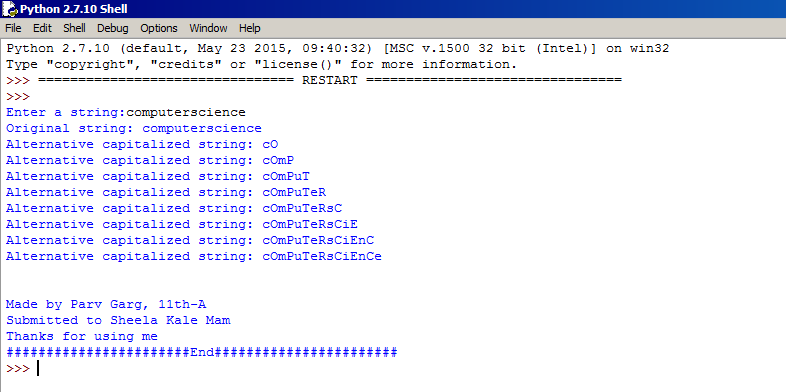 Python 2.7.10 Shell
File Edit Shell Debug Options Window Help
Python 2.7.10 (default, May 23 2015, 09:40:32) [MSC v.1500 32 bit (Intel)] on win32
Type "copyright", "credits" or "license()" for more information.
>>> ================================ RESTART ================================
>>>
Enter a string:computerscience
Original string: computerscience
Alternative capitalized string: cO
Alternative capitalized string: cOmP
Alternative capitalized string: cOmPuT
Alternative capitalized string: cOmPuTeR
Alternative capitalized string: cOmPuTeRsC
Alternative capitalized string: cOmPuTeRsCiE
Alternative capitalized string: cOmPuTeRsCiEnC
Alternative capitalized string: cOmPuTeRsCiEnCe
Made by Parv Garg, 11th-A
Submitted to Sheela Kale Mam
Thanks for using me
#######################End#######################
>>>